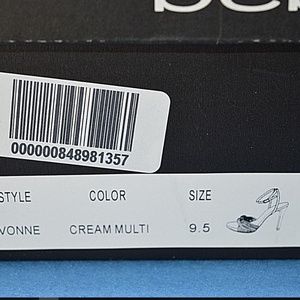 000000848981357
STYLE COLOR SIZE
VONNE CREAM MULTI 9.5